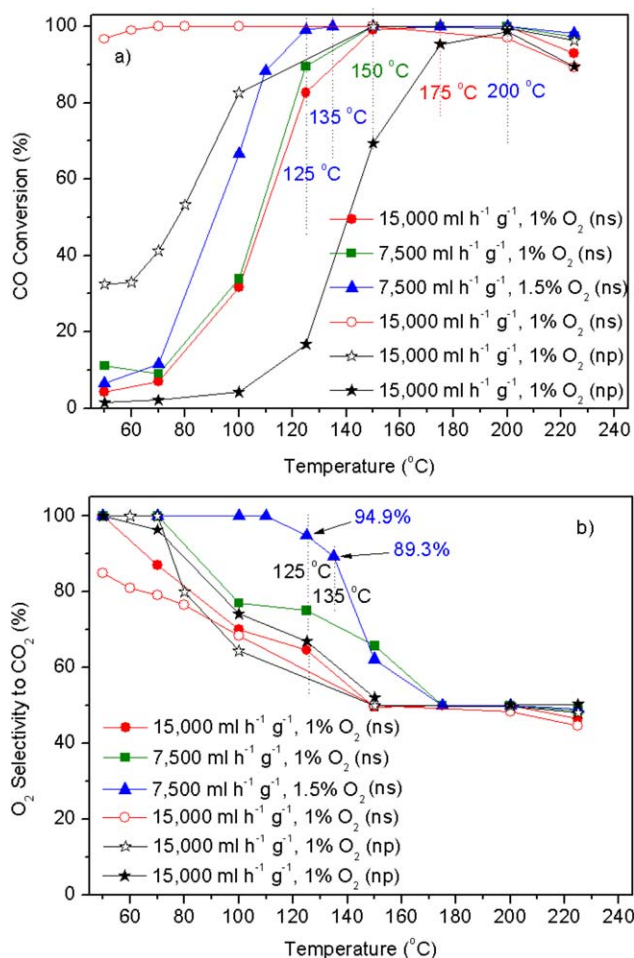 a)
100
80
60
40
20
0
CO Conversion (%)
150 °C
175 °C
200 °C
135 °C
125 °C
15,000 ml h⁻¹ g⁻¹, 1% O₂ (ns)
7,500 ml h⁻¹ g⁻¹, 1% O₂ (ns)
7,500 ml h⁻¹ g⁻¹, 1.5% O₂ (ns)
15,000 ml h⁻¹ g⁻¹, 1% O₂ (ns)
15,000 ml h⁻¹ g⁻¹, 1% O₂ (np)
15,000 ml h⁻¹ g⁻¹, 1% O₂ (np)
60 80 100 120 140 160 180 200 220 240
Temperature (°C)
b)
100
80
60
40
20
0
O₂ Selectivity to CO₂ (%)
94.9%
89.3%
125 °C
135 °C
15,000 ml h⁻¹ g⁻¹, 1% O₂ (ns)
7,500 ml h⁻¹ g⁻¹, 1% O₂ (ns)
7,500 ml h⁻¹ g⁻¹, 1.5% O₂ (ns)
15,000 ml h⁻¹ g⁻¹, 1% O₂ (ns)
15,000 ml h⁻¹ g⁻¹, 1% O₂ (np)
15,000 ml h⁻¹ g⁻¹, 1% O₂ (np)
60 80 100 120 140 160 180 200 220 240
Temperature (°C)